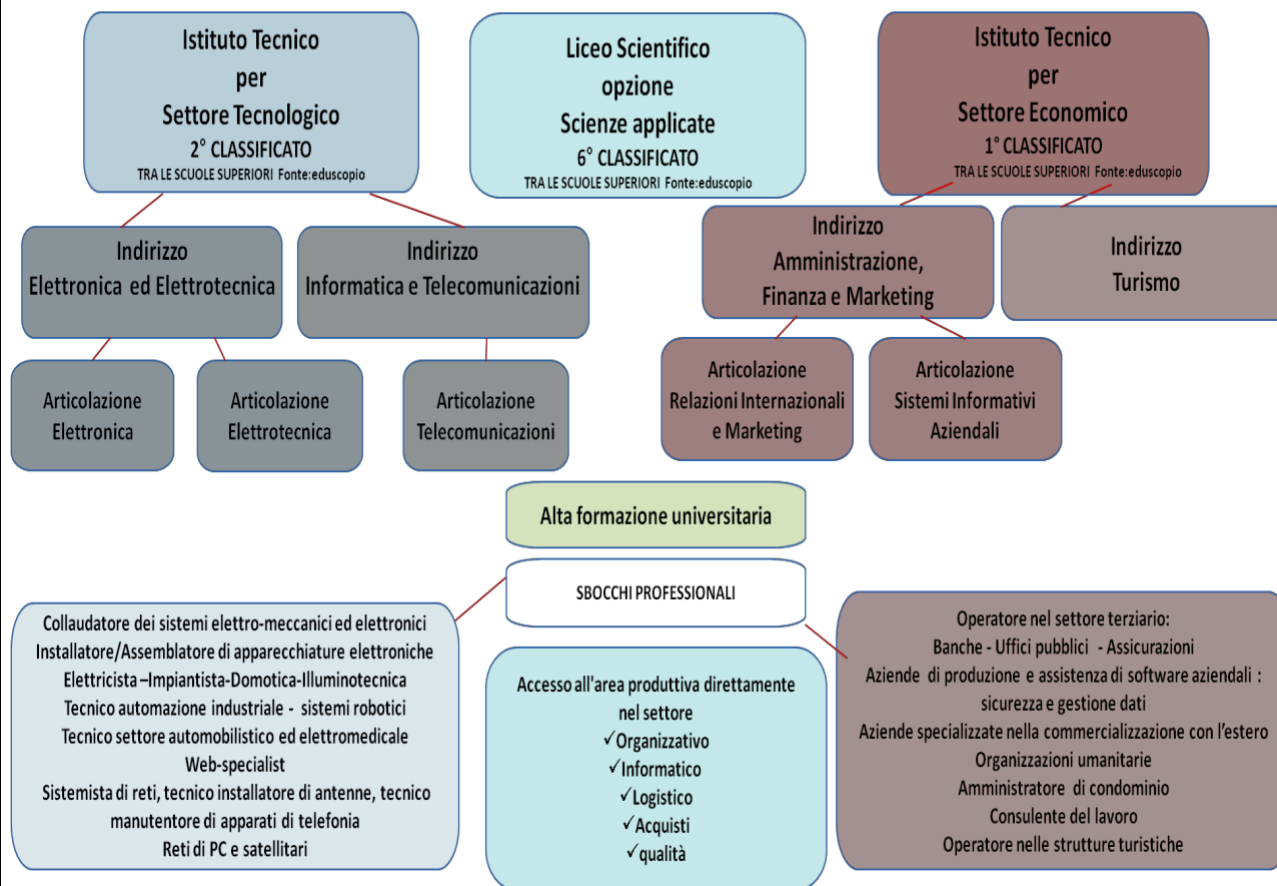 Istituto Tecnico
per
Settore Tecnologico
2° CLASSIFICATO
TRA LE SCUOLE SUPERIORI Fonte:eduscopio
Liceo Scientifico
opzione
Scienze applicate
6° CLASSIFICATO
TRA LE SCUOLE SUPERIORI Fonte:eduscopio
Istituto Tecnico
per
Settore Economico
1° CLASSIFICATO
TRA LE SCUOLE SUPERIORI Fonte:eduscopio
Indirizzo
Elettronica ed Elettrotecnica
Indirizzo
Informatica e Telecomunicazioni
Indirizzo
Amministrazione,
Finanza e Marketing
Indirizzo
Turismo
Articolazione
Elettronica
Articolazione
Elettrotecnica
Articolazione
Telecomunicazioni
Articolazione
Relazioni Internazionali
e Marketing
Articolazione
Sistemi Informativi
Aziendali
Alta formazione universitaria
SBOCCHI PROFESSIONALI
Collaudatore dei sistemi elettro-meccanici ed elettronici
Installatore/Assemblatore di apparecchiature elettroniche
Elettricista –Impiantista-Domotica-Illuminotecnica
Tecnico automazione industriale - sistemi robotici
Tecnico settore automobilistico ed elettromedicale
Web-specialist
Sistemista di reti, tecnico installatore di antenne, tecnico
manutentore di apparati di telefonia
Reti di PC e satellitari
Accesso all'area produttiva direttamente
nel settore
✓Organizzativo
✓Informatico
✓Logistico
✓Acquisti
✓qualità
Operatore nel settore terziario:
Banche - Uffici pubblici - Assicurazioni
Aziende di produzione e assistenza di software aziendali :
sicurezza e gestione dati
Aziende specializzate nella commercializzazione con l'estero
Organizzazioni umanitarie
Amministratore di condominio
Consulente del lavoro
Operatore nelle strutture turistiche